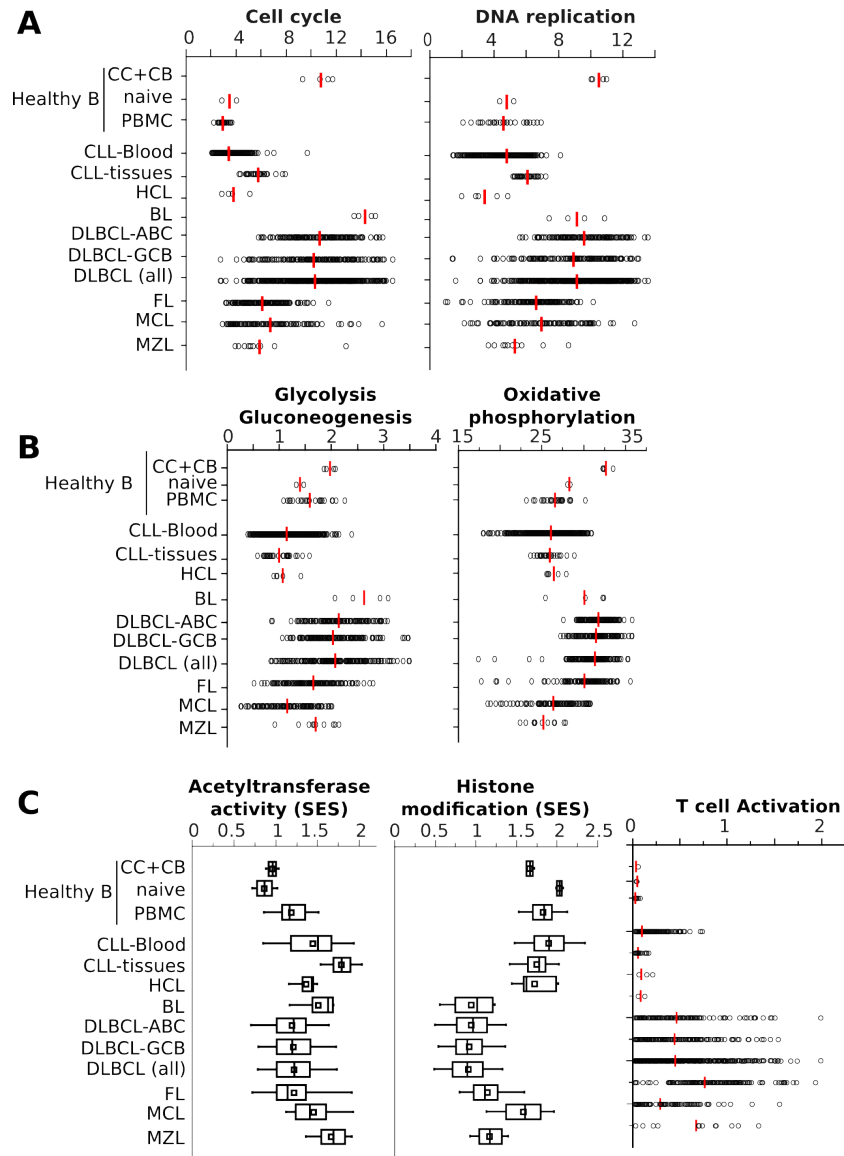 A
Cell cycle
DNA replication
0 4 8 12 16
0 4 8 12
CC+CB
Healthy B
naive
PBMC
CLL-Blood
CLL-tissues
HCL
BL
DLBCL-ABC
DLBCL-GCB
DLBCL (all)
FL
MCL
MZL
B
Glycolysis
Gluconeogenesis
Oxidative
phosphorylation
0 1 2 3 4
15 25 35
CC+CB
Healthy B
naive
PBMC
CLL-Blood
CLL-tissues
HCL
BL
DLBCL-ABC
DLBCL-GCB
DLBCL (all)
FL
MCL
MZL
C
Acetyltransferase
activity (SES)
Histone
modification (SES)
T cell Activation
0 0.5 1 1.5 2
0 0.5 1 1.5 2 2.5
0 1 2
CC+CB
Healthy B
naive
PBMC
CLL-Blood
CLL-tissues
HCL
BL
DLBCL-ABC
DLBCL-GCB
DLBCL (all)
FL
MCL
MZL